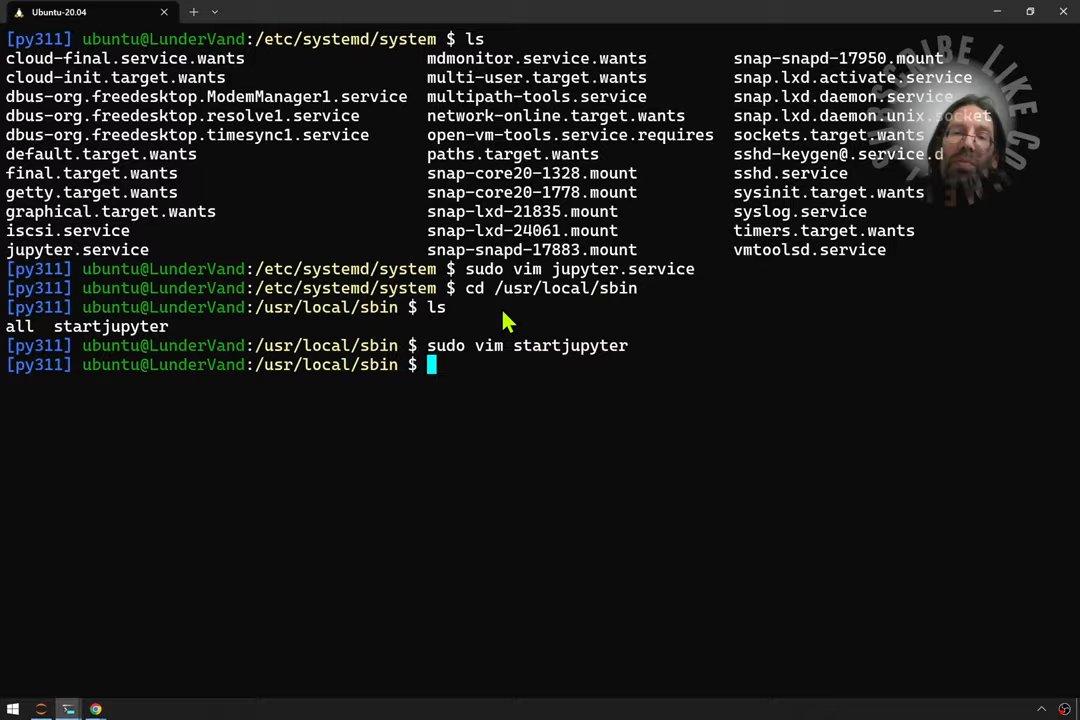 Ubuntu-20.04
[py311] ubuntu@LunderVand:/etc/systemd/system $ ls
cloud-final.service.wants mdmonitor.service.wants snap-snapd-17950.mount
cloud-init.target.wants multi-user.target.wants snap.lxd.activate.service
dbus-org.freedesktop.ModemManager1.service multipath-tools.service snap.lxd.daemon.service
dbus-org.freedesktop.resolve1.service network-online.target.wants snap.lxd.daemon.unix.socket
dbus-org.freedesktop.timesync1.service open-vm-tools.service.requires sockets.target.wants
default.target.wants paths.target.wants sshd-keygen@.service.d
final.target.wants snap-core20-1328.mount sshd.service
getty.target.wants snap-core20-1778.mount sysinit.target.wants
graphical.target.wants snap-lxd-21835.mount syslog.service
iscsi.service snap-lxd-24061.mount timers.target.wants
jupyter.service snap-snapd-17883.mount vmtoolsd.service
[py311] ubuntu@LunderVand:/etc/systemd/system $ sudo vim jupyter.service
[py311] ubuntu@LunderVand:/etc/systemd/system $ cd /usr/local/sbin
[py311] ubuntu@LunderVand:/usr/local/sbin $ ls
all startjupyter
[py311] ubuntu@LunderVand:/usr/local/sbin $ sudo vim startjupyter
[py311] ubuntu@LunderVand:/usr/local/sbin $
LIKE